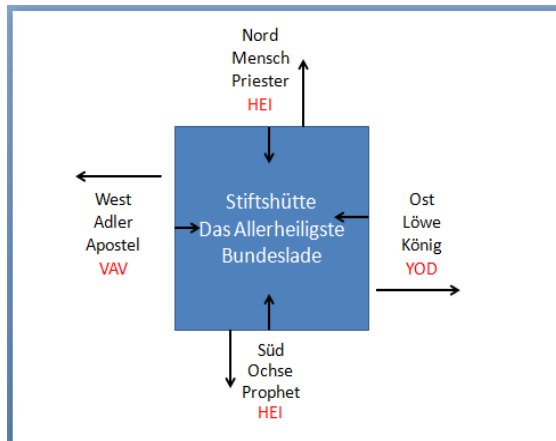 Nord
Mensch
Priester
HEI
West
Adler
Apostel
VAV
Stiftshütte
Das Allerheiligste
Bundeslade
Ost
Löwe
König
YOD
Süd
Ochse
Prophet
HEI